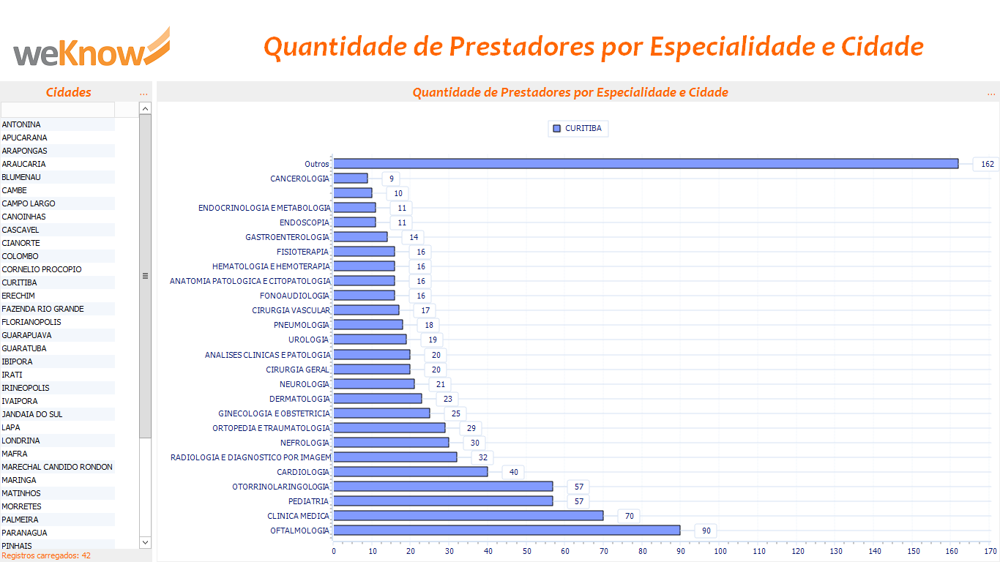 weKnow
Quantidade de Prestadores por Especialidade e Cidade
Cidades ...
ANTONINA
APUCARANA
ARAPONGAS
ARAUCARIA
BLUMENAU
CAMBE
CAMPO LARGO
CANOINHAS
CASCAVEL
CIANORTE
COLOMBO
CORNELIO PROCOPIO
CURITIBA
ERECHIM
FAZENDA RIO GRANDE
FLORIANOPOLIS
GUARAPUAVA
GUARATUBA
IBIPORA
IRATI
IRINEOPOLIS
IVAIPORA
JANDAIA DO SUL
LAPA
LONDRINA
MAFRA
MARECHAL CANDIDO RONDON
MARINGA
MATINHOS
MORRETES
PALMEIRA
PARANAGUA
PINHAIS
Registros carregados: 42
Quantidade de Prestadores por Especialidade e Cidade ...
CURITIBA
Outros 162
CANCEROLOGIA 9
10
ENDOCRINOLOGIA E METABOLOGIA 11
ENDOSCOPIA 11
GASTROENTEROLOGIA 14
FISIOTERAPIA 16
HEMATOLOGIA E HEMOTERAPIA 16
ANATOMIA PATOLOGICA E CITOPATOLOGIA 16
FONOAUDIOLOGIA 16
CIRURGIA VASCULAR 17
PNEUMOLOGIA 18
UROLOGIA 19
ANALISES CLINICAS E PATOLOGIA 20
CIRURGIA GERAL 20
NEUROLOGIA 21
DERMATOLOGIA 23
GINECOLOGIA E OBSTETRICIA 25
ORTOPEDIA E TRAUMATOLOGIA 29
NEFROLOGIA 30
RADIOLOGIA E DIAGNOSTICO POR IMAGEM 32
CARDIOLOGIA 40
OTORRINOLARINGOLOGIA 57
PEDIATRIA 57
CLINICA MEDICA 70
OFTALMOLOGIA 90
0 10 20 30 40 50 60 70 80 90 100 110 120 130 140 150 160 170